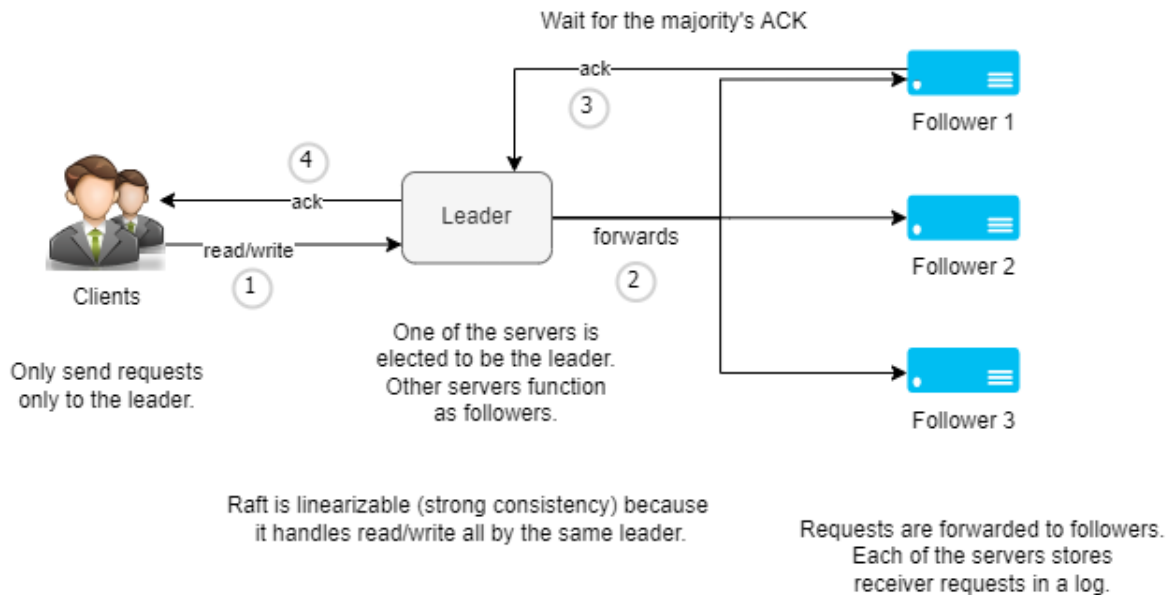 Wait for the majority's ACK
ack
3
Follower 1
4
ack
Leader
read/write
1
Clients
forwards
2
Follower 2
Only send requests
only to the leader.
One of the servers is
elected to be the leader.
Other servers function
as followers.
Follower 3
Raft is linearizable (strong consistency) because
it handles read/write all by the same leader.
Requests are forwarded to followers.
Each of the servers stores
receiver requests in a log.